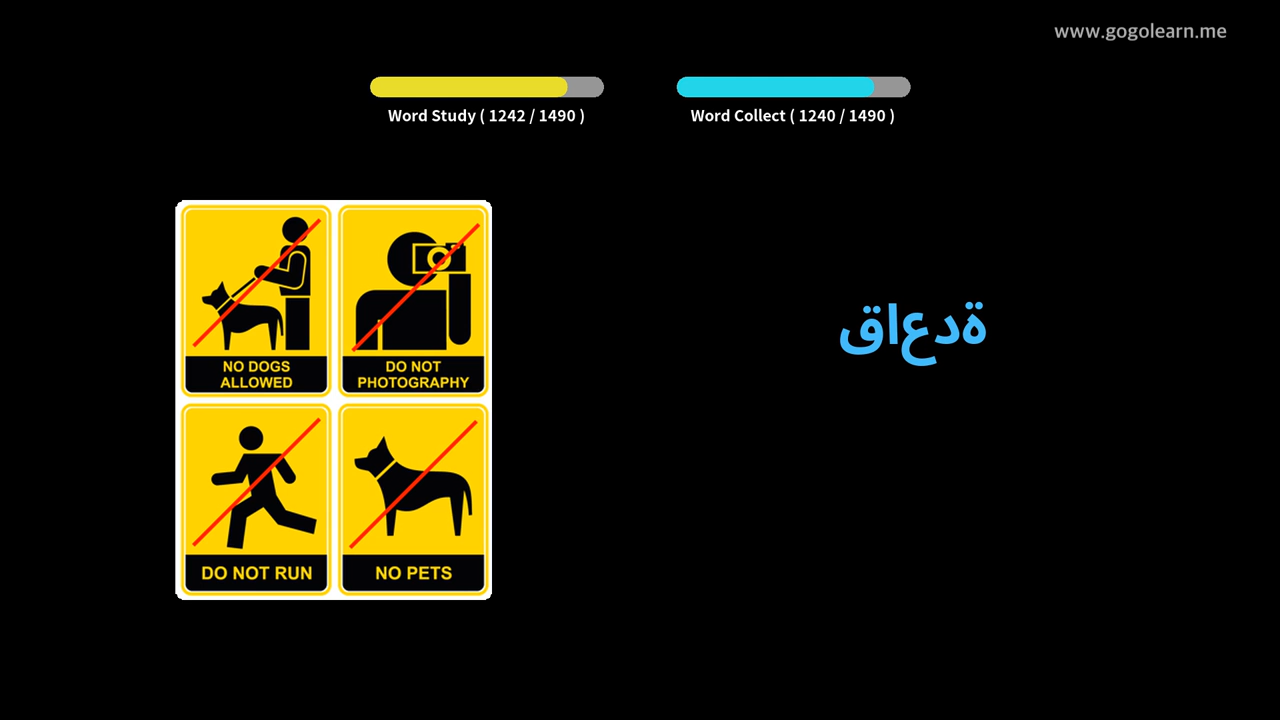 www.gogolearn.me
Word Study ( 1242 / 1490 )
Word Collect ( 1240 / 1490 )
NO DOGS
ALLOWED
DO NOT
PHOTOGRAPHY
قاعدة
DO NOT RUN
NO PETS